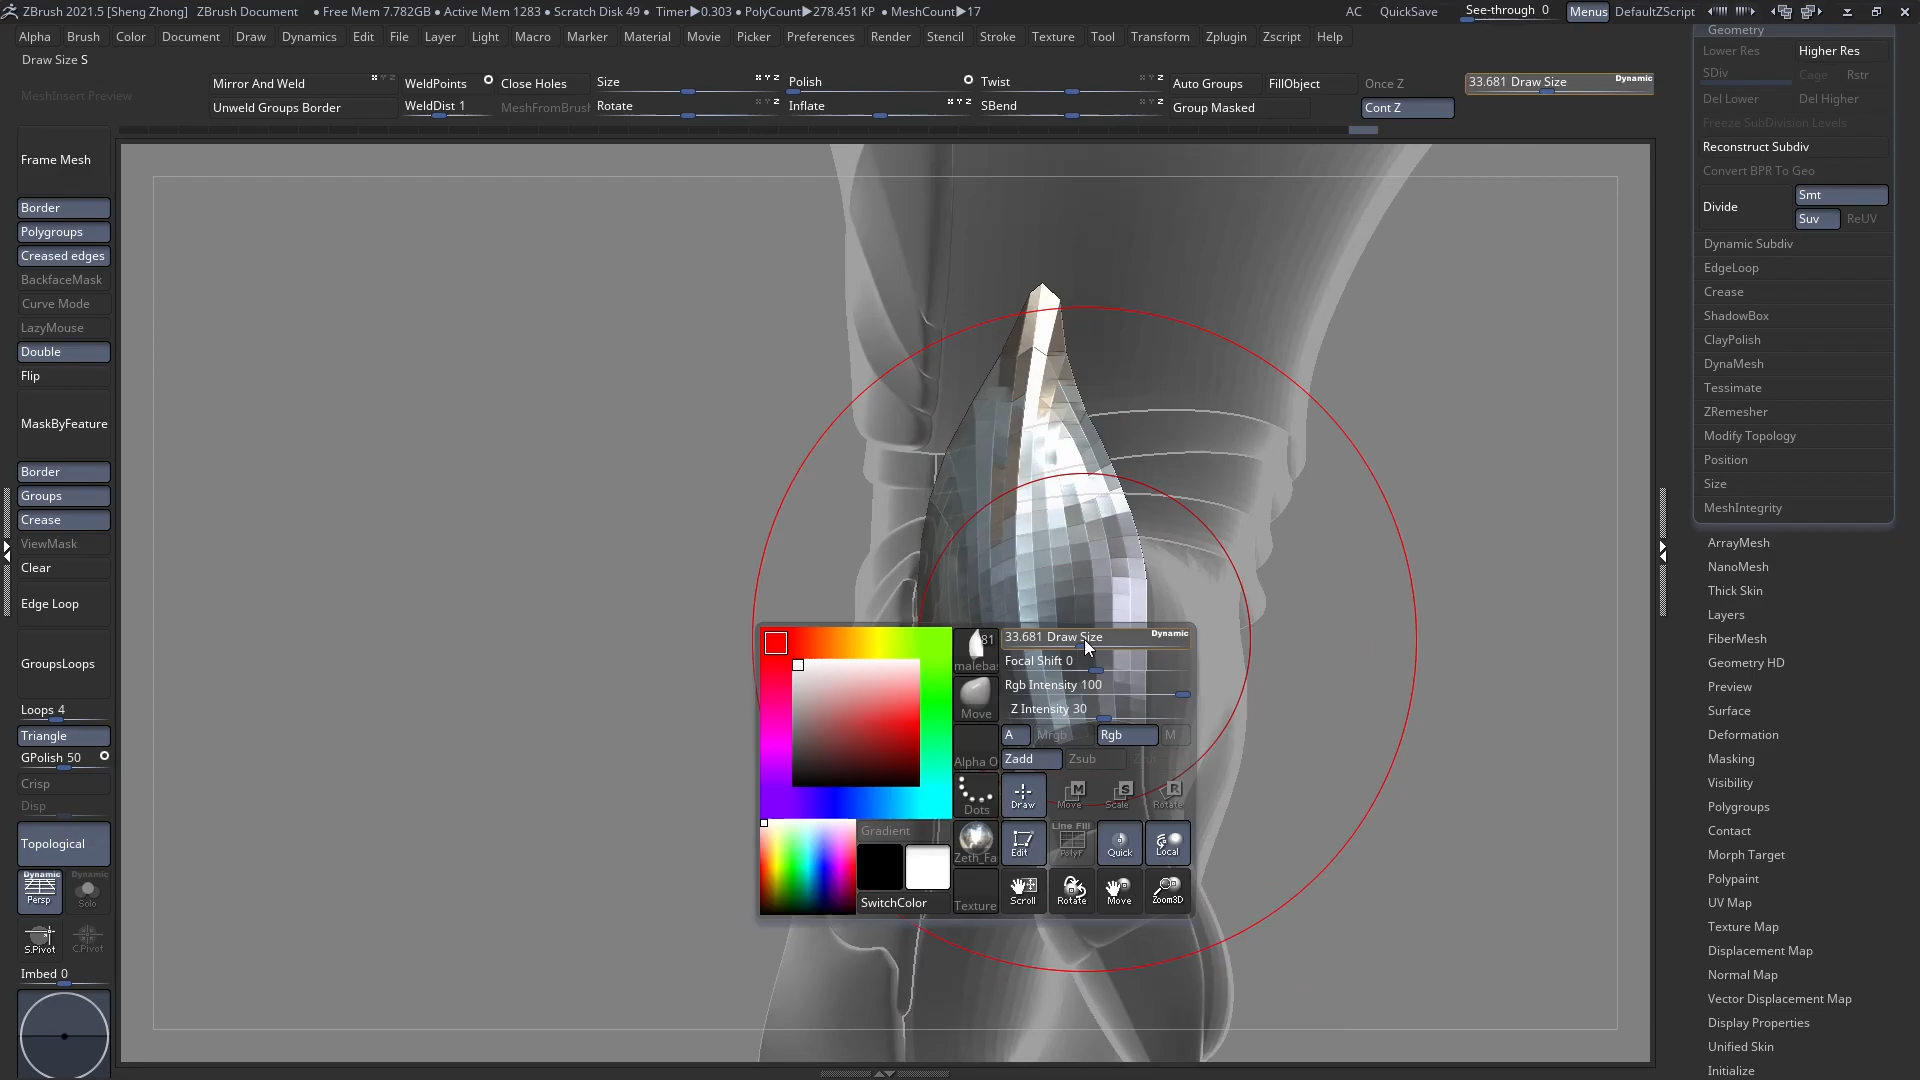 ZBrush 2021.5 [Sheng Zhong] ZBrush Document • Free Mem 7.782GB • Active Mem 1283 • Scratch Disk 49 • Timer▶0.303 • PolyCount▶278.451 KP • MeshCount▶17 AC QuickSave See-through 0 Menus DefaultZScript
Alpha Brush Color Document Draw Dynamics Edit File Layer Light Macro Marker Material Movie Picker Preferences Render Stencil Stroke Texture Tool Transform Zplugin Zscript Help
Draw Size S
MeshInsert Preview
Mirror And Weld
Unweld Groups Border
WeldPoints
WeldDist 1
Close Holes
MeshFromBrush
Size
Rotate
Polish
Inflate
Twist
SBend
Auto Groups
Group Masked
FillObject
Once Z
Cont Z
33.681 Draw Size Dynamic
Frame Mesh
Border
Polygroups
Creased edges
BackfaceMask
Curve Mode
LazyMouse
Double
Flip
MaskByFeature
Border
Groups
Crease
ViewMask
Clear
Edge Loop
GroupsLoops
Loops 4
Triangle
GPolish 50
Crisp
Disp
Topological
Dynamic
Persp
Dynamic
Solo
S.Pivot
C.Pivot
Imbed 0
81
malebas
Move
Alpha O
Dots
Zeth_Fa
Texture
Gradient
SwitchColor
33.681 Draw Size Dynamic
Focal Shift 0
Rgb Intensity 100
Z Intensity 30
A Mrgb Rgb M
Zadd Zsub
Draw Move Scale Rotate
Edit Line Fill PolyF Quick Local
Scroll Rotate Move Zoom3D
Geometry
Lower Res Higher Res
SDiv Cage Rstr
Del Lower Del Higher
Freeze SubDivision Levels
Reconstruct Subdiv
Convert BPR To Geo
Divide Smt
Suv ReUV
Dynamic Subdiv
EdgeLoop
Crease
ShadowBox
ClayPolish
DynaMesh
Tessimate
ZRemesher
Modify Topology
Position
Size
MeshIntegrity
ArrayMesh
NanoMesh
Thick Skin
Layers
FiberMesh
Geometry HD
Preview
Surface
Deformation
Masking
Visibility
Polygroups
Contact
Morph Target
Polypaint
UV Map
Texture Map
Displacement Map
Normal Map
Vector Displacement Map
Display Properties
Unified Skin
Initialize